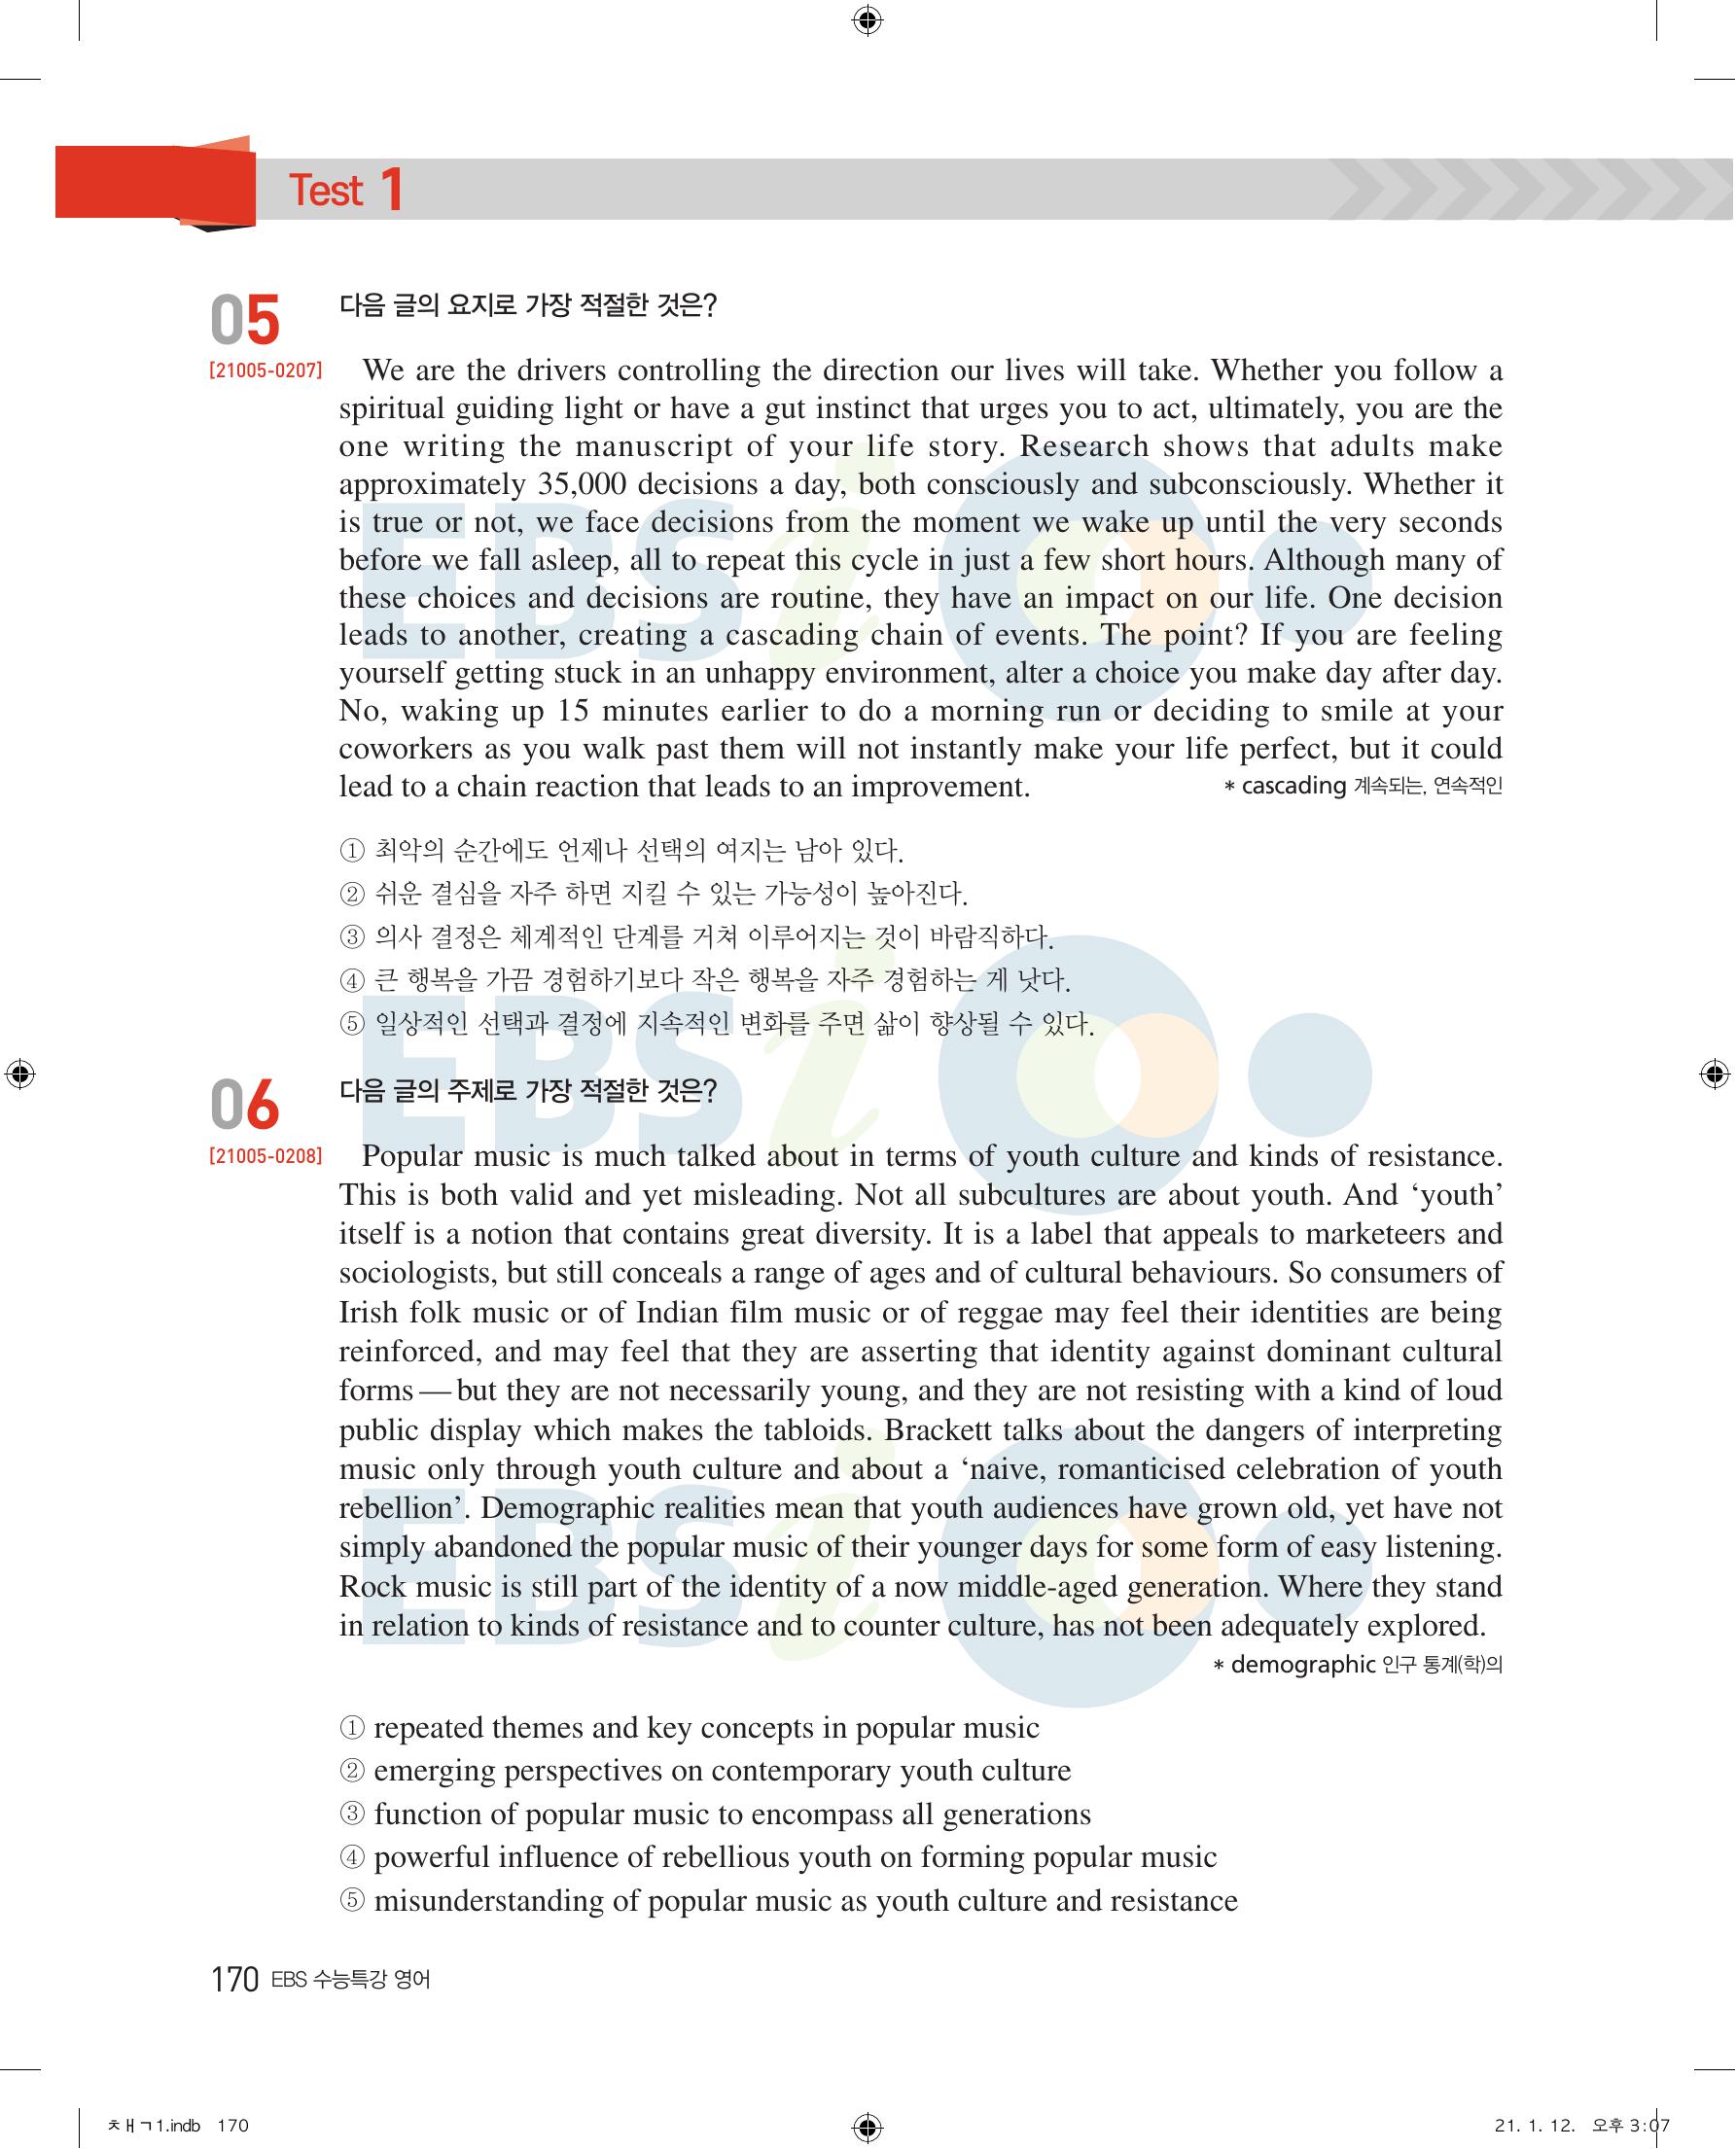 Test 1
05
다음 글의 요지로 가장 적절한 것은?
[21005-0207]
We are the drivers controlling the direction our lives will take. Whether you follow a
spiritual guiding light or have a gut instinct that urges you to act, ultimately, you are the
one writing the manuscript of your life story. Research shows that adults make
approximately 35,000 decisions a day, both consciously and subconsciously. Whether it
is true or not, we face decisions from the moment we wake up until the very seconds
before we fall asleep, all to repeat this cycle in just a few short hours. Although many of
these choices and decisions are routine, they have an impact on our life. One decision
leads to another, creating a cascading chain of events. The point? If you are feeling
yourself getting stuck in an unhappy environment, alter a choice you make day after day.
No, waking up 15 minutes earlier to do a morning run or deciding to smile at your
coworkers as you walk past them will not instantly make your life perfect, but it could
lead to a chain reaction that leads to an improvement.
* cascading 계속되는, 연속적인
① 최악의 순간에도 언제나 선택의 여지는 남아 있다.
② 쉬운 결심을 자주 하면 지킬 수 있는 가능성이 높아진다.
③ 의사 결정은 체계적인 단계를 거쳐 이루어지는 것이 바람직하다.
④ 큰 행복을 가끔 경험하기보다 작은 행복을 자주 경험하는 게 낫다.
⑤ 일상적인 선택과 결정에 지속적인 변화를 주면 삶이 향상될 수 있다.
06
다음 글의 주제로 가장 적절한 것은?
[21005-0208]
Popular music is much talked about in terms of youth culture and kinds of resistance.
This is both valid and yet misleading. Not all subcultures are about youth. And ‘youth’
itself is a notion that contains great diversity. It is a label that appeals to marketeers and
sociologists, but still conceals a range of ages and of cultural behaviours. So consumers of
Irish folk music or of Indian film music or of reggae may feel their identities are being
reinforced, and may feel that they are asserting that identity against dominant cultural
forms — but they are not necessarily young, and they are not resisting with a kind of loud
public display which makes the tabloids. Brackett talks about the dangers of interpreting
music only through youth culture and about a ‘naive, romanticised celebration of youth
rebellion’. Demographic realities mean that youth audiences have grown old, yet have not
simply abandoned the popular music of their younger days for some form of easy listening.
Rock music is still part of the identity of a now middle-aged generation. Where they stand
in relation to kinds of resistance and to counter culture, has not been adequately explored.
* demographic 인구 통계(학)의
① repeated themes and key concepts in popular music
② emerging perspectives on contemporary youth culture
③ function of popular music to encompass all generations
④ powerful influence of rebellious youth on forming popular music
⑤ misunderstanding of popular music as youth culture and resistance
170 EBS 수능특강 영어
ㅊㅐㄱ1.indb 170
21. 1. 12. 오후 3:07
EBSi
EBSi
EBSi